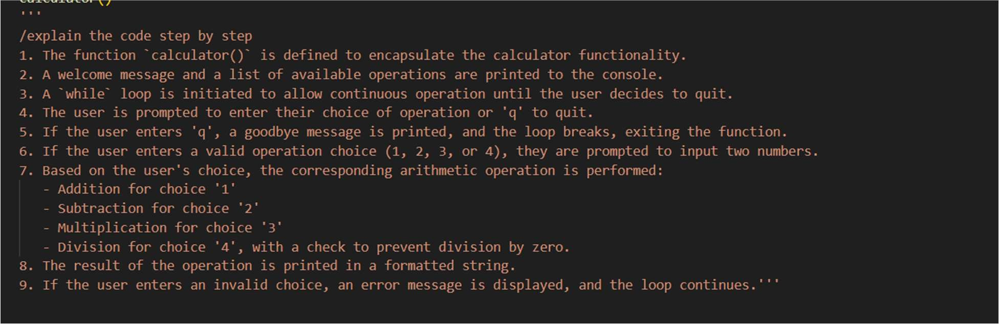 calculator()
'''
/explain the code step by step
1. The function `calculator()` is defined to encapsulate the calculator functionality.
2. A welcome message and a list of available operations are printed to the console.
3. A `while` loop is initiated to allow continuous operation until the user decides to quit.
4. The user is prompted to enter their choice of operation or 'q' to quit.
5. If the user enters 'q', a goodbye message is printed, and the loop breaks, exiting the function.
6. If the user enters a valid operation choice (1, 2, 3, or 4), they are prompted to input two numbers.
7. Based on the user's choice, the corresponding arithmetic operation is performed:
   - Addition for choice '1'
   - Subtraction for choice '2'
   - Multiplication for choice '3'
   - Division for choice '4', with a check to prevent division by zero.
8. The result of the operation is printed in a formatted string.
9. If the user enters an invalid choice, an error message is displayed, and the loop continues.'''